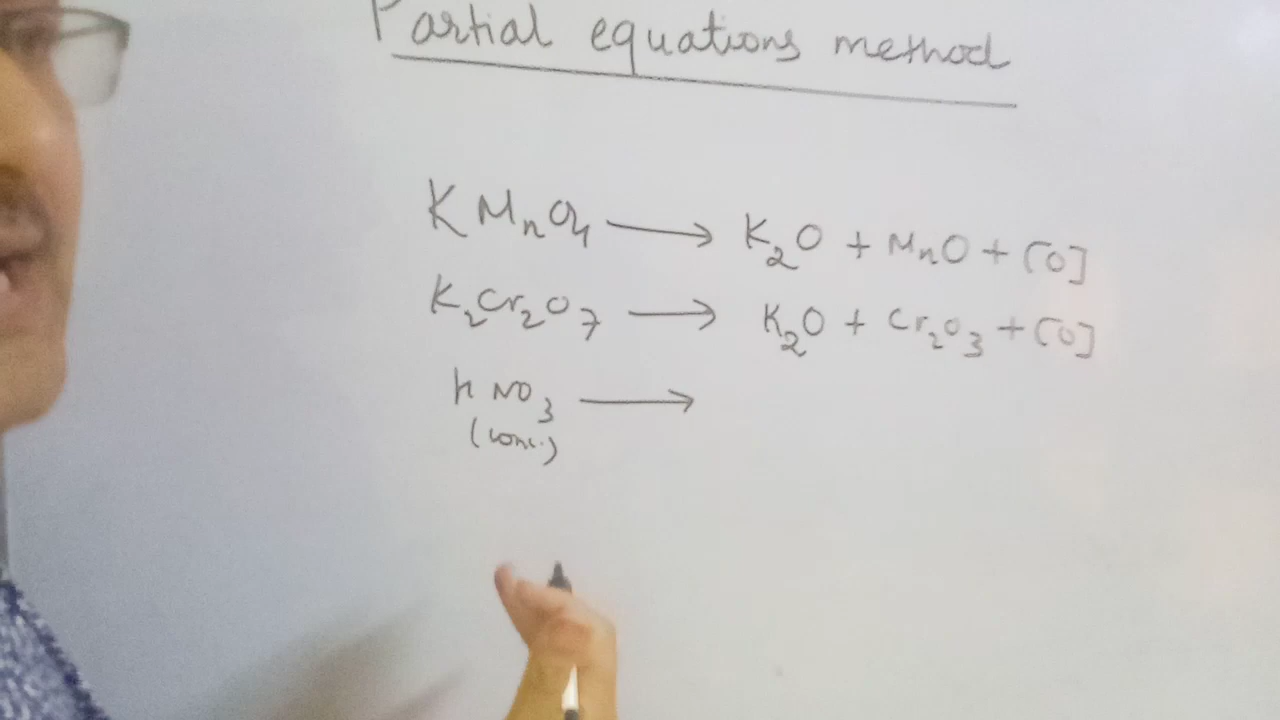 Partial equations method
KMnO4 ⟶ K2O + MnO + [O]
K2Cr2O7 ⟶ K2O + Cr2O3 + [O]
HNO3 ⟶
(conc.)